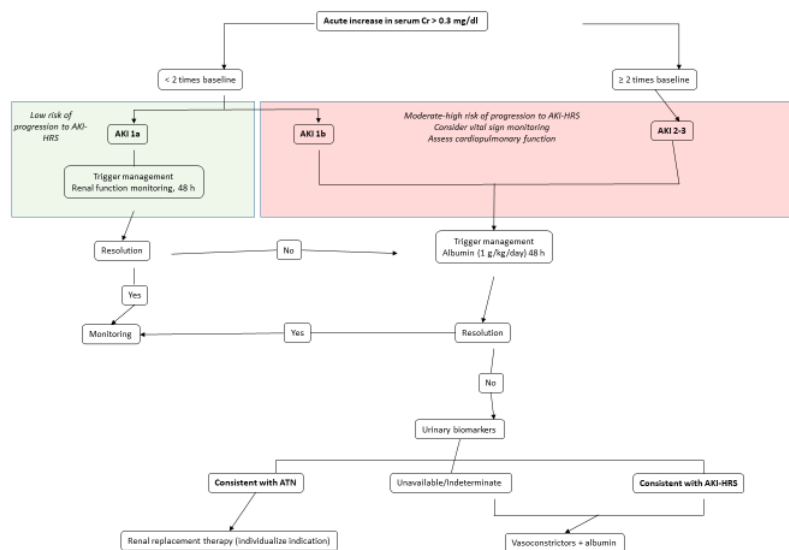 Acute increase in serum Cr > 0.3 mg/dl
< 2 times baseline
≥ 2 times baseline
Low risk of
progression to AKI-
HRS
AKI 1a
Trigger management
Renal function monitoring, 48 h
Moderate-high risk of progression to AKI-HRS
Consider vital sign monitoring
Assess cardiopulmonary function
AKI 1b
AKI 2-3
Resolution
No
Trigger management
Albumin (1 g/kg/day) 48 h
Yes
Monitoring
Yes
Resolution
No
Urinary biomarkers
Consistent with ATN
Unavailable/Indeterminate
Consistent with AKI-HRS
Renal replacement therapy (individualize indication)
Vasoconstrictors + albumin